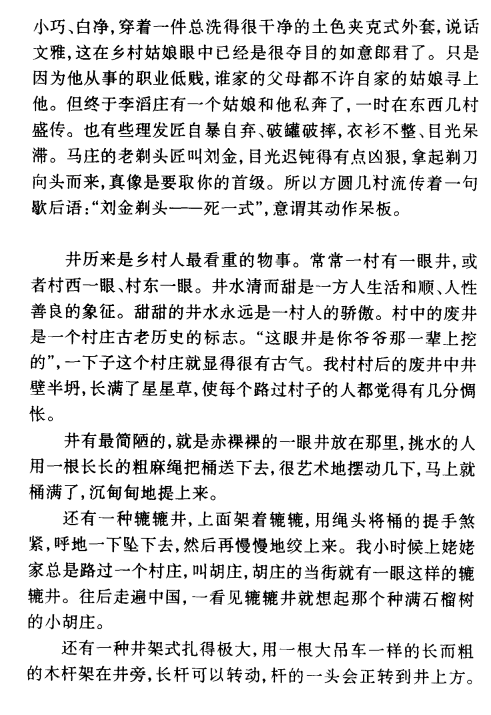 小巧、白净,穿着一件总洗得很干净的土色夹克式外套,说话
文雅,这在乡村姑娘眼中已经是很夺目的如意郎君了。只是
因为他从事的职业低贱,谁家的父母都不许自家的姑娘寻上
他。但终于李滔庄有一个姑娘和他私奔了,一时在东西几村
盛传。也有些理发匠自暴自弃、破罐破摔,衣衫不整、目光呆
滞。马庄的老剃头匠叫刘金,目光迟钝得有点凶狠,拿起剃刀
向头而来,真像是要取你的首级。所以方圆几村流传着一句
歇后语:“刘金剃头——死一式”,意谓其动作呆板。
井历来是乡村人最看重的物事。常常一村有一眼井,或
者村西一眼、村东一眼。井水清而甜是一方人生活和顺、人性
善良的象征。甜甜的井水永远是一村人的骄傲。村中的废井
是一个村庄古老历史的标志。“这眼井是你爷爷那一辈上挖
的”,一下子这个村庄就显得很有古气。我村村后的废井中井
壁半坍,长满了星星草,使每个路过村子的人都觉得有几分惆
怅。
井有最简陋的,就是赤裸裸的一眼井放在那里,挑水的人
用一根长长的粗麻绳把桶送下去,很艺术地摆动几下,马上就
桶满了,沉甸甸地提上来。
还有一种辘辘井,上面架着辘辘,用绳头将桶的提手煞
紧,呼地一下坠下去,然后再慢慢地绞上来。我小时候上姥姥
家总是路过一个村庄,叫胡庄,胡庄的当街就有一眼这样的辘
辘井。往后走遍中国,一看见辘辘井就想起那个种满石榴树
的小胡庄。
还有一种井架式扎得极大,用一根大吊车一样的长而粗
的木杆架在井旁,长杆可以转动,杆的一头会正转到井上方。